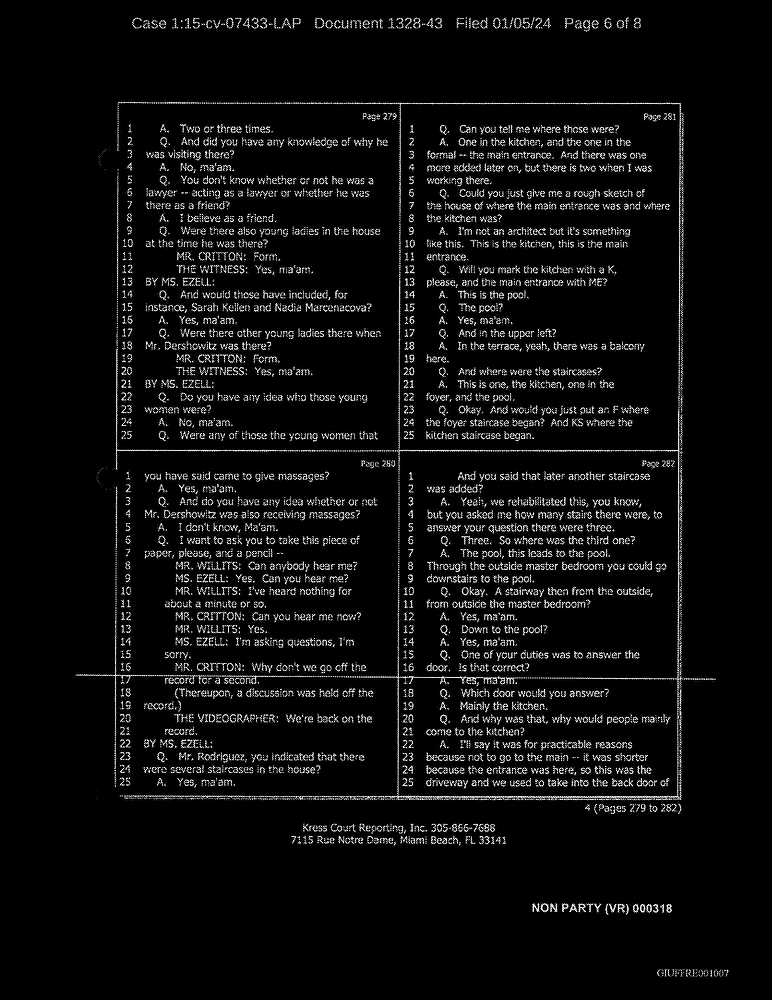 Case 1:15-cv-07433-LAP Document 1328-43 Filed 01/05/24 Page 6 of 8
Page 279
1 A. Two or three times.
2 Q. And did you have any knowledge of why he
3 was visiting there?
4 A. No, ma'am.
5 Q. You don't know whether or not he was a
6 lawyer -- acting as a lawyer or whether he was
7 there as a friend?
8 A. I believe as a friend.
9 Q. Were there also young ladies in the house
10 at the time he was there?
11 MR. CRITTON: Form.
12 THE WITNESS: Yes, ma'am.
13 BY MS. EZELL:
14 Q. And would those have included, for
15 instance, Sarah Kellen and Nadia Marcenacova?
16 A. Yes, ma'am.
17 Q. Were there other young ladies there when
18 Mr. Dershowitz was there?
19 MR. CRITTON: Form.
20 THE WITNESS: Yes, ma'am.
21 BY MS. EZELL:
22 Q. Do you have any idea who those young
23 women were?
24 A. No, ma'am.
25 Q. Were any of those the young women that
Page 280
1 you have said came to give massages?
2 A. Yes, ma'am.
3 Q. And do you have any idea whether or not
4 Mr. Dershowitz was also receiving massages?
5 A. I don't know, Ma'am.
6 Q. I want to ask you to take this piece of
7 paper, please, and a pencil --
8 MR. WILLITS: Can anybody hear me?
9 MS. EZELL: Yes. Can you hear me?
10 MR. WILLITS: I've heard nothing for
11 about a minute or so.
12 MR. CRITTON: Can you hear me now?
13 MR. WILLITS: Yes.
14 MS. EZELL: I'm asking questions, I'm
15 sorry.
16 MR. CRITTON: Why don't we go off the
17 record for a second.
18 (Thereupon, a discussion was held off the
19 record.)
20 THE VIDEOGRAPHER: We're back on the
21 record.
22 BY MS. EZELL:
23 Q. Mr. Rodriguez, you indicated that there
24 were several staircases in the house?
25 A. Yes, ma'am.
Page 281
1 Q. Can you tell me where those were?
2 A. One in the kitchen, and the one in the
3 formal -- the main entrance. And there was one
4 more added later on, but there is two when I was
5 working there.
6 Q. Could you just give me a rough sketch of
7 the house of where the main entrance was and where
8 the kitchen was?
9 A. I'm not an architect but it's something
10 like this. This is the kitchen, this is the main
11 entrance.
12 Q. Will you mark the kitchen with a K,
13 please, and the main entrance with ME?
14 A. This is the pool.
15 Q. The pool?
16 A. Yes, ma'am.
17 Q. And in the upper left?
18 A. In the terrace, yeah, there was a balcony
19 here.
20 Q. And where were the staircases?
21 A. This is one, the kitchen, one in the
22 foyer, and the pool.
23 Q. Okay. And would you just put an F where
24 the foyer staircase began? And KS where the
25 kitchen staircase began.
Page 282
1 And you said that later another staircase
2 was added?
3 A. Yeah, we rehabilitated this, you know,
4 but you asked me how many stairs there were, to
5 answer your question there were three.
6 Q. Three. So where was the third one?
7 A. The pool, this leads to the pool.
8 Through the outside master bedroom you could go
9 downstairs to the pool.
10 Q. Okay. A stairway then from the outside,
11 from outside the master bedroom?
12 A. Yes, ma'am.
13 Q. Down to the pool?
14 A. Yes, ma'am.
15 Q. One of your duties was to answer the
16 door. Is that correct?
17 A. Yes, ma'am.
18 Q. Which door would you answer?
19 A. Mainly the kitchen.
20 Q. And why was that, why would people mainly
21 come to the kitchen?
22 A. I'll say it was for practicable reasons
23 because not to go to the main -- it was shorter
24 because the entrance was here, so this was the
25 driveway and we used to take into the back door of
4 (Pages 279 to 282)
Kress Court Reporting, Inc. 305-866-7688
7115 Rue Notre Dame, Miami Beach, FL 33141
NON PARTY (VR) 000318
GIUFFRE001007